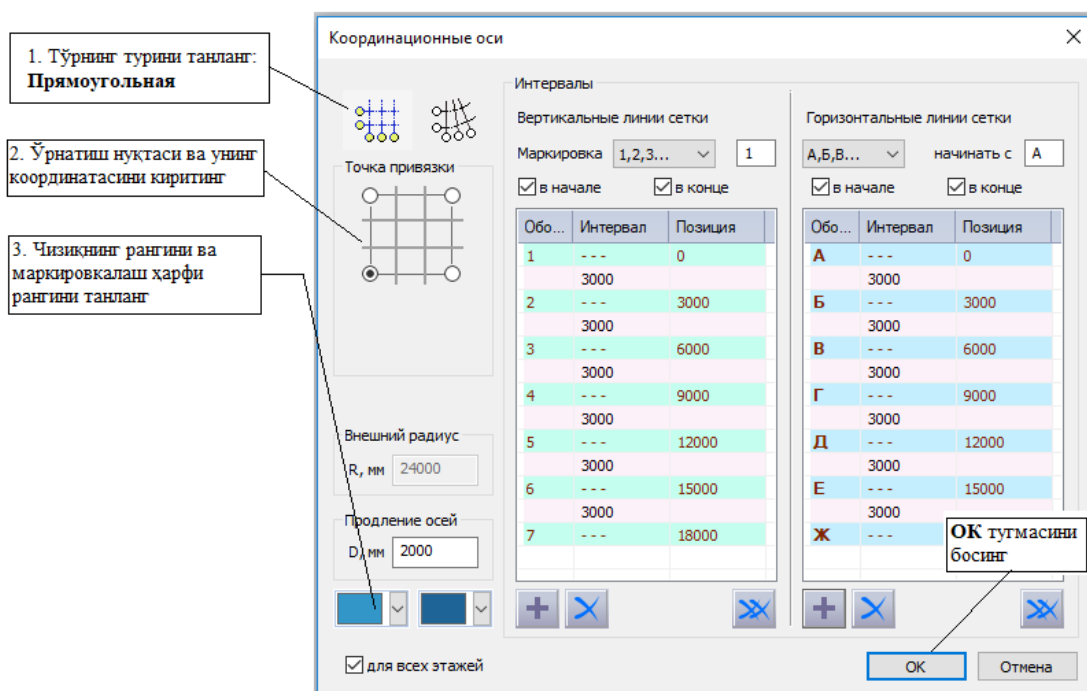 Координационные оси
1. Тўрнинг турини танланг:
Прямоугольная
2. Ўрнатиш нуқтаси ва унинг
координатасини киритинг
3. Чизиқнинг рангини ва
маркировкалаш ҳарфи
рангини танланг
Точка привязки
Внешний радиус
R, мм 24000
Продление осей
D, мм 2000
для всех этажей
Интервалы
Вертикальные линии сетки
Маркировка 1,2,3... 1
в начале в конце
Обо... Интервал Позиция
1 --- 0
3000
2 --- 3000
3000
3 --- 6000
3000
4 --- 9000
3000
5 --- 12000
3000
6 --- 15000
3000
7 --- 18000
Горизонтальные линии сетки
А,Б,В... начинать с А
в начале в конце
Обо... Интервал Позиция
А --- 0
3000
Б --- 3000
3000
В --- 6000
3000
Г --- 9000
3000
Д --- 12000
3000
Е --- 15000
3000
Ж ---
ОК тугмасини
босинг
ОК Отмена